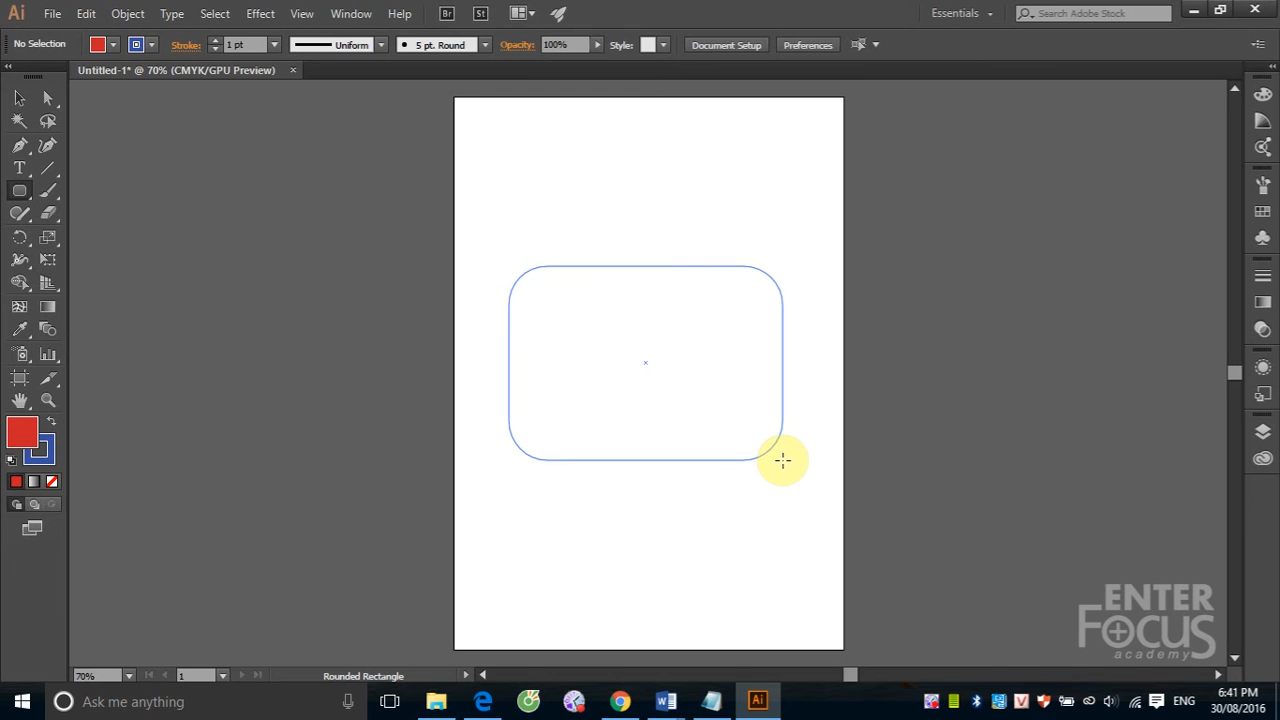 Ai File Edit Object Type Select Effect View Window Help Br St Essentials Search Adobe Stock
No Selection Stroke: 1 pt Uniform 5 pt. Round Opacity: 100% Style: Document Setup Preferences
Untitled-1* @ 70% (CMYK/GPU Preview)
T
ENTER
FOCUS
academy
70% 1 Rounded Rectangle
Ask me anything Ai ENG 6:41 PM
30/08/2016